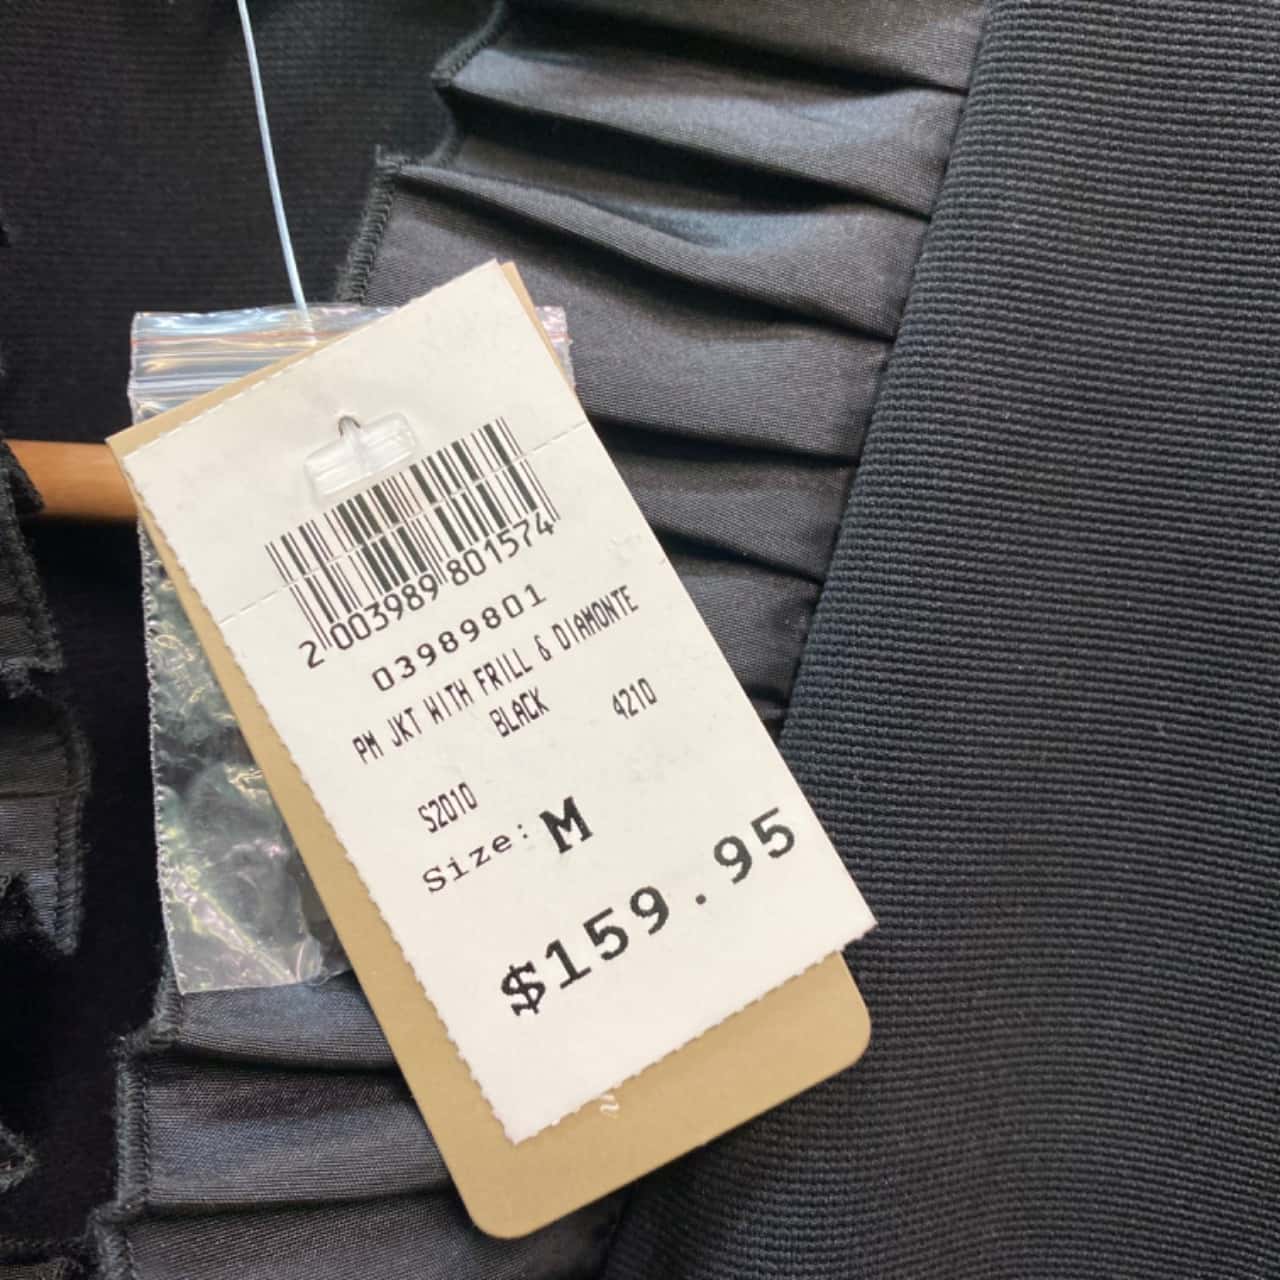 2 003989 801574
03989801
PM JKT WITH FRILL & DIAMONTE
BLACK 4210
S2010
Size: M
$159.95